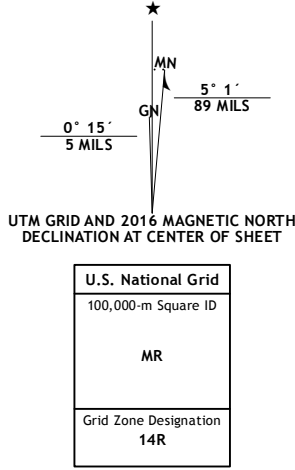 MN
GN
5° 1´
89 MILS
0° 15´
5 MILS
UTM GRID AND 2016 MAGNETIC NORTH
DECLINATION AT CENTER OF SHEET
U.S. National Grid
100,000-m Square ID
MR
Grid Zone Designation
14R